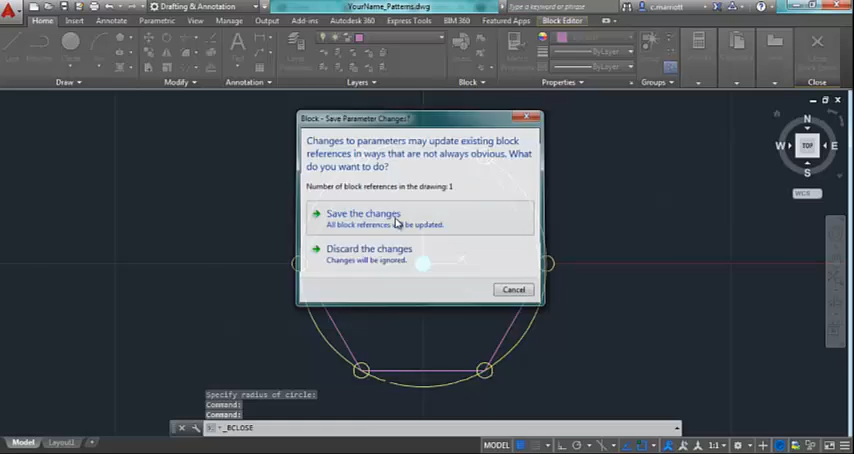 Drafting & Annotation
YourName_Patterns.dwg
Type a keyword or phrase
c.marriott
Home Insert Annotate Parametric View Manage Output Add-ins Autodesk 360 Express Tools BIM 360 Featured Apps Block Editor
ByLayer
ByLayer
Draw Modify Annotation Layers Block Properties Groups Close
Block - Save Parameter Changes?
Changes to parameters may update existing block
references in ways that are not always obvious. What
do you want to do?
Number of block references in the drawing: 1
Save the changes
All block references will be updated.
Discard the changes
Changes will be ignored.
Cancel
N
W TOP E
S
WCS
Specify radius of circle:
Command:
Command:
_BCLOSE
Model Layout1 +
MODEL 1:1